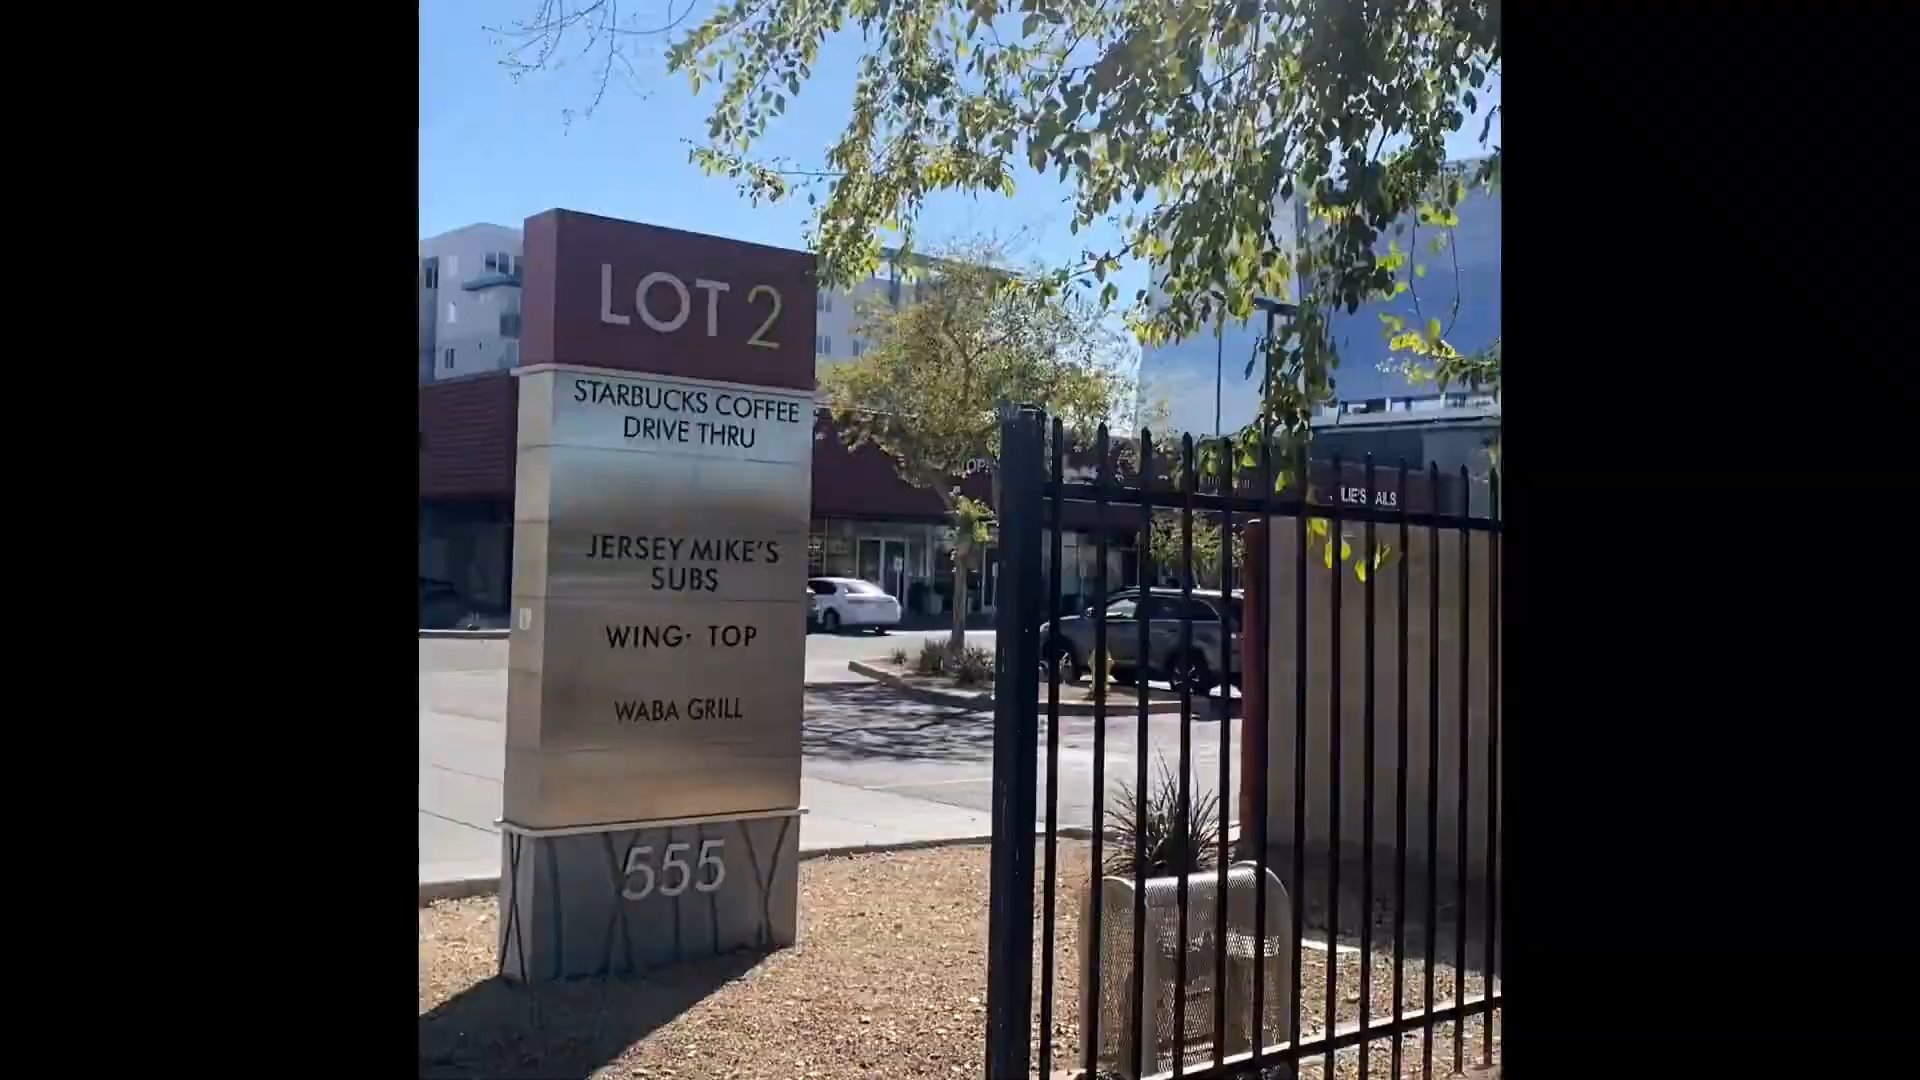 LOT 2
STARBUCKS COFFEE
DRIVE THRU
JERSEY MIKE'S
SUBS
WING· TOP
WABA GRILL
555